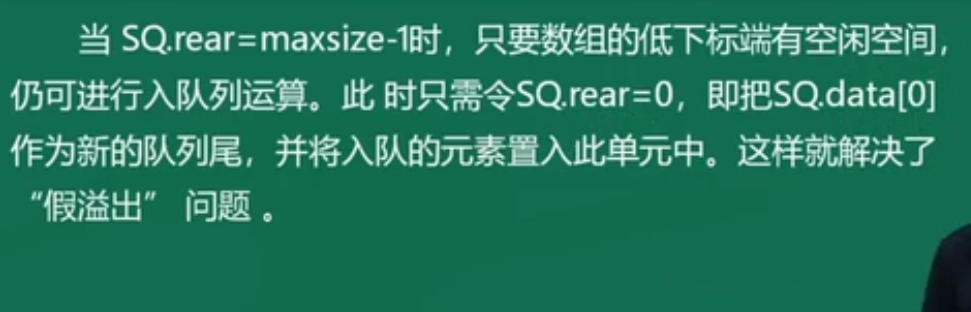 当 SQ.rear=maxsize-1时，只要数组的低下标端有空闲空间，
仍可进行入队列运算。此 时只需令SQ.rear=0，即把SQ.data[0]
作为新的队列尾，并将入队的元素置入此单元中。这样就解决了
“假溢出” 问题 。